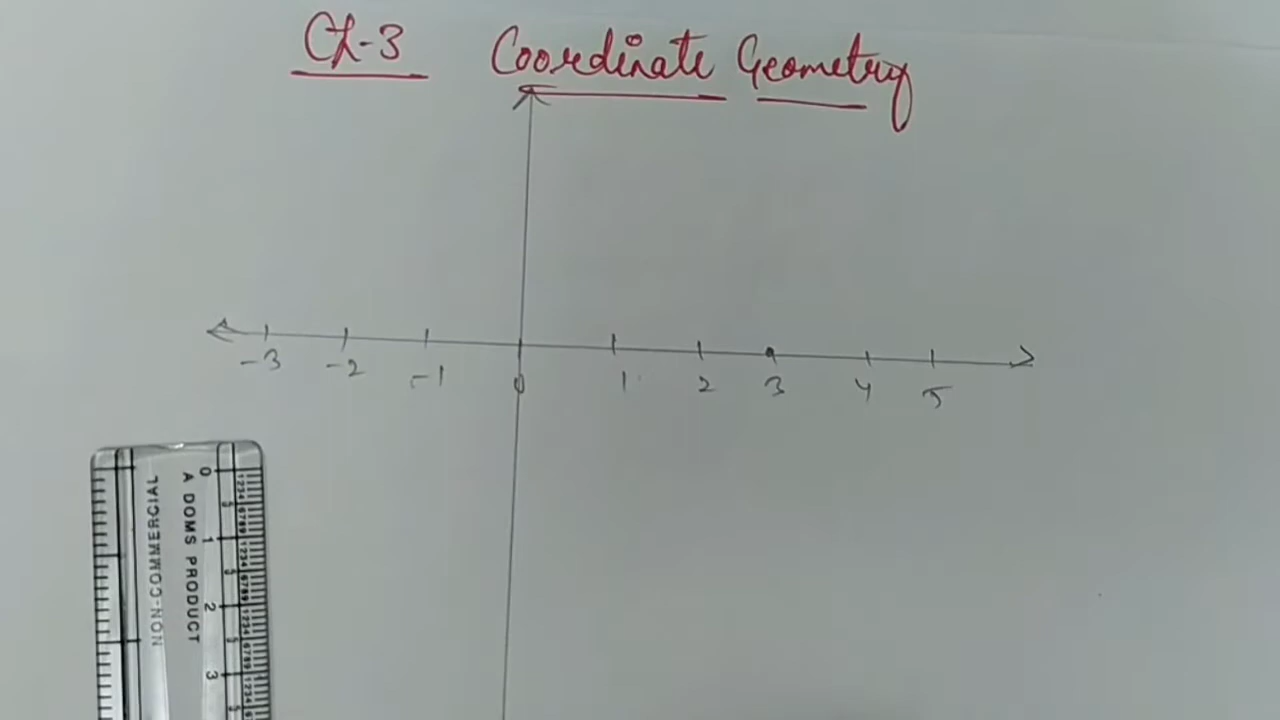 Ch-3 Coordinate Geometry
-3 -2 -1 0 1 2 3 4 5
NON-COMMERCIAL
A DOMS PRODUCT
0 1 2 3